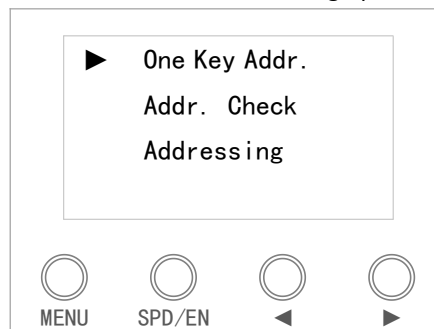 ► One Key Addr.
Addr. Check
Addressing
MENU SPD/EN ◄ ►